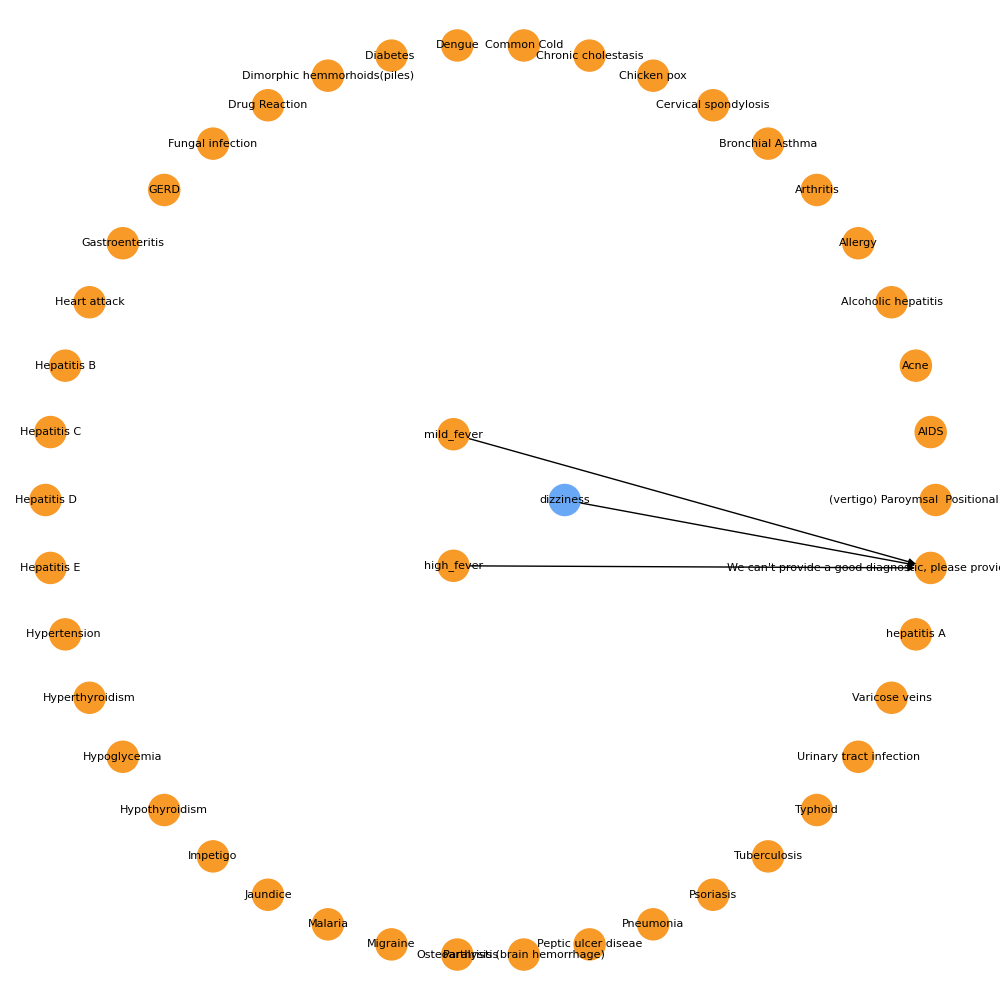 Dengue
Common Cold
Diabetes
Chronic cholestasis
Dimorphic hemmorhoids(piles)
Chicken pox
Drug Reaction
Cervical spondylosis
Fungal infection
Bronchial Asthma
GERD
Arthritis
Gastroenteritis
Allergy
Heart attack
Alcoholic hepatitis
Hepatitis B
Acne
Hepatitis C
mild_fever
AIDS
Hepatitis D
dizziness
(vertigo) Paroymsal  Positional
Hepatitis E
high_fever
We can't provide a good diagnostic, please provi
Hypertension
hepatitis A
Hyperthyroidism
Varicose veins
Hypoglycemia
Urinary tract infection
Hypothyroidism
Typhoid
Impetigo
Tuberculosis
Jaundice
Psoriasis
Malaria
Pneumonia
Migraine
Peptic ulcer diseae
Osteoarthristis
Paralysis (brain hemorrhage)